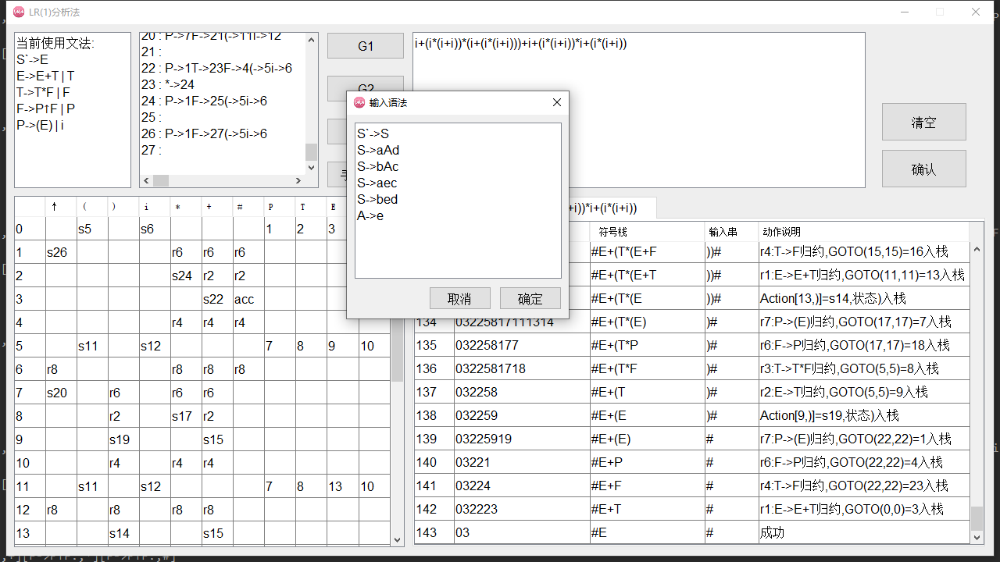 LR(1)分析法
当前使用文法:
S`->E
E->E+T | T
T->T*F | F
F->P↑F | P
P->(E) | i
20 : P->7F->21(->11i->12
21 :
22 : P->1T->23F->4(->5i->6
23 : *->24
24 : P->1F->25(->5i->6
25 :
26 : P->1F->27(->5i->6
27 :
G1
G2
i+(i*(i+i))*(i+(i*(i+i)))+i+(i*(i+i))*i+(i*(i+i))
清空
确认
输入语法
S`->S
S->aAd
S->bAc
S->aec
S->bed
A->e
取消 确定
↑ ( ) i * + # P T E
0 s5 s6 1 2 3
1 s26 r6 r6 r6
2 s24 r2 r2
3 s22 acc
4 r4 r4 r4
5 s11 s12 7 8 9 10
6 r8 r8 r8 r8
7 s20 r6 r6 r6
8 r2 s17 r2
9 s19 s15
10 r4 r4 r4
11 s11 s12 7 8 13 10
12 r8 r8 r8 r8
13 s14 s15
+i))*i+(i*(i+i))
符号栈 输入串 动作说明
#E+(T*(E+F ))# r4:T->F归约,GOTO(15,15)=16入栈
#E+(T*(E+T ))# r1:E->E+T归约,GOTO(11,11)=13入栈
#E+(T*(E ))# Action[13,)]=s14,状态)入栈
134 03225817111314 #E+(T*(E) )# r7:P->(E)归约,GOTO(17,17)=7入栈
135 032258177 #E+(T*P )# r6:F->P归约,GOTO(17,17)=18入栈
136 0322581718 #E+(T*F )# r3:T->T*F归约,GOTO(5,5)=8入栈
137 032258 #E+(T )# r2:E->T归约,GOTO(5,5)=9入栈
138 032259 #E+(E )# Action[9,)]=s19,状态)入栈
139 03225919 #E+(E) # r7:P->(E)归约,GOTO(22,22)=1入栈
140 03221 #E+P # r6:F->P归约,GOTO(22,22)=4入栈
141 03224 #E+F # r4:T->F归约,GOTO(22,22)=23入栈
142 032223 #E+T # r1:E->E+T归约,GOTO(0,0)=3入栈
143 03 #E # 成功